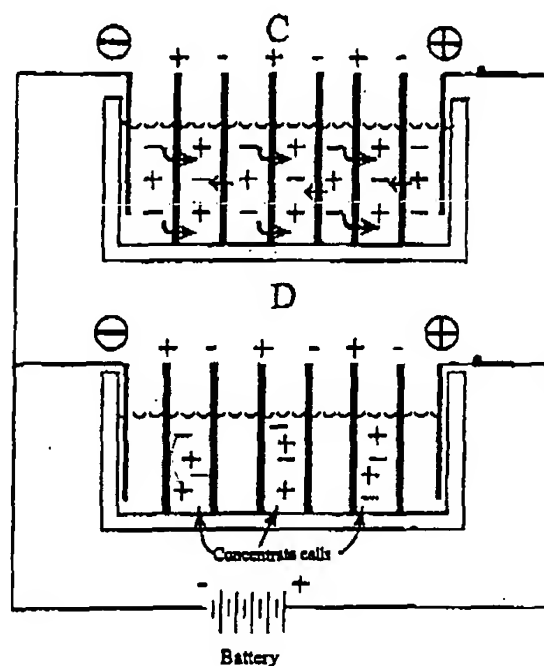 C
⊖ + - + - + - ⊕
- + + - + -
+ - - + - + - +
- + - + - + -
D
⊖ + - + - + - ⊕
- - +
+ + -
- - +
+ + -
Concentrate cells
- +
Battery